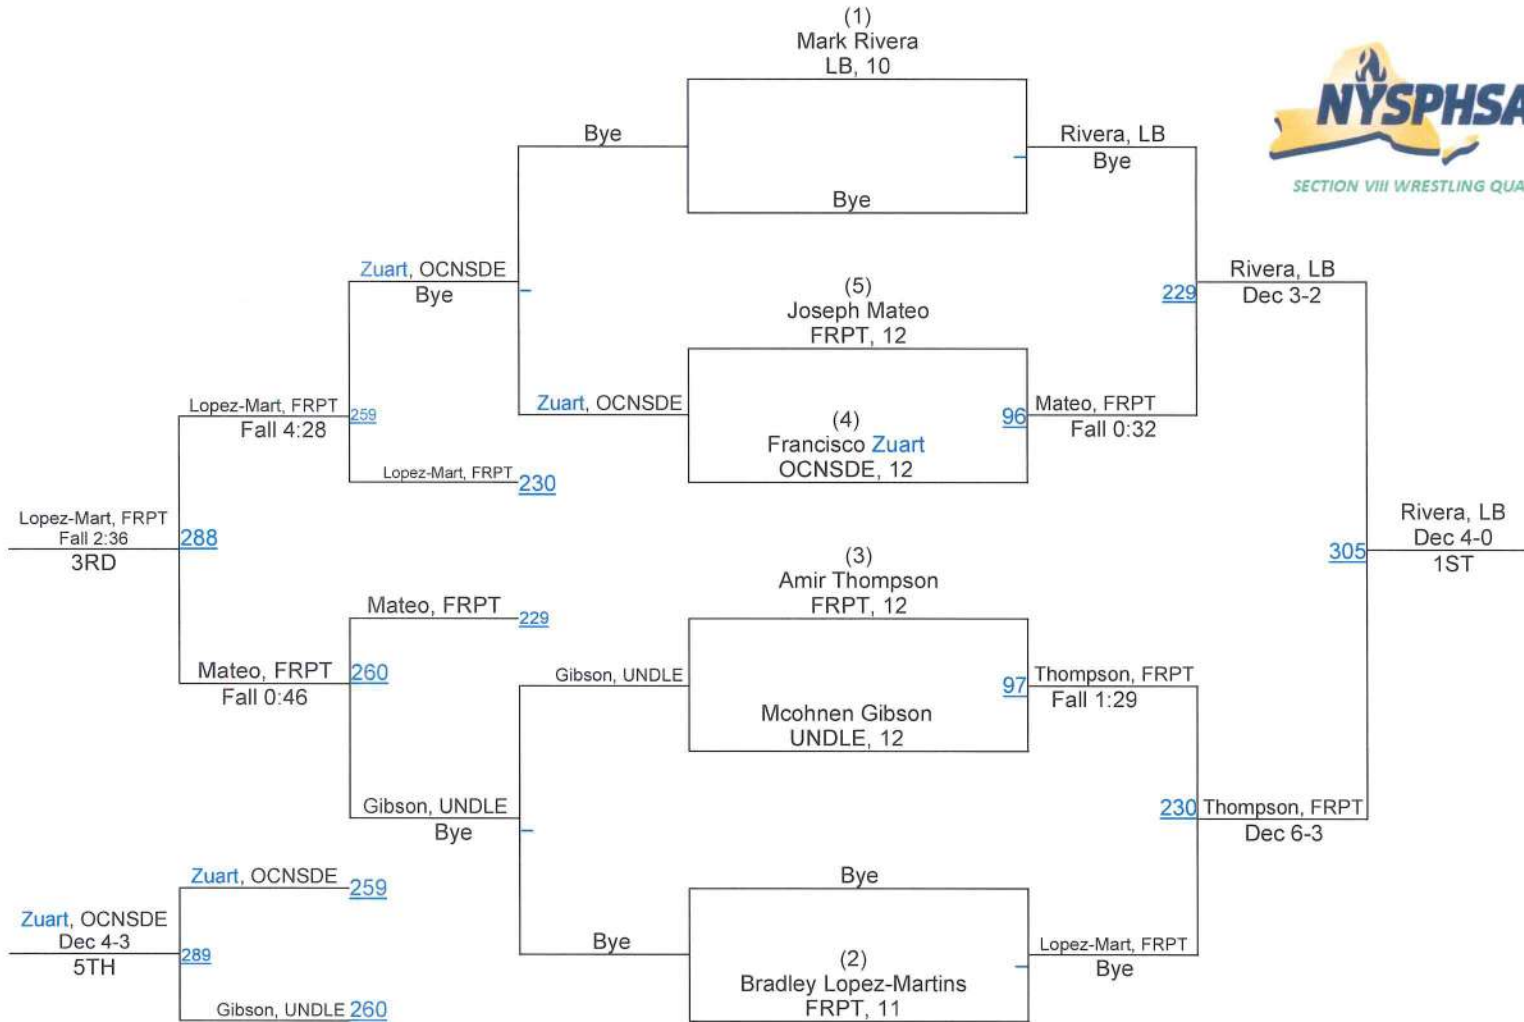 (1)
Mark Rivera
LB, 10
NYSPHSA
SECTION VIII WRESTLING QUA
Bye
Rivera, LB
Bye
Bye
Zuart, OCNSDE
Bye
(5)
Joseph Mateo
FRPT, 12
229
Rivera, LB
Dec 3-2
Lopez-Mart, FRPT
Fall 4:28
259
Zuart, OCNSDE
(4)
Francisco Zuart
OCNSDE, 12
96
Mateo, FRPT
Fall 0:32
Lopez-Mart, FRPT
230
Lopez-Mart, FRPT
Fall 2:36
3RD
288
(3)
Amir Thompson
FRPT, 12
305
Rivera, LB
Dec 4-0
1ST
Mateo, FRPT
229
Mateo, FRPT
Fall 0:46
260
Gibson, UNDLE
Mcohnen Gibson
UNDLE, 12
97
Thompson, FRPT
Fall 1:29
Gibson, UNDLE
Bye
230
Thompson, FRPT
Dec 6-3
Zuart, OCNSDE
259
Bye
Zuart, OCNSDE
Dec 4-3
5TH
289
Bye
(2)
Bradley Lopez-Martins
FRPT, 11
Lopez-Mart, FRPT
Bye
Gibson, UNDLE
260